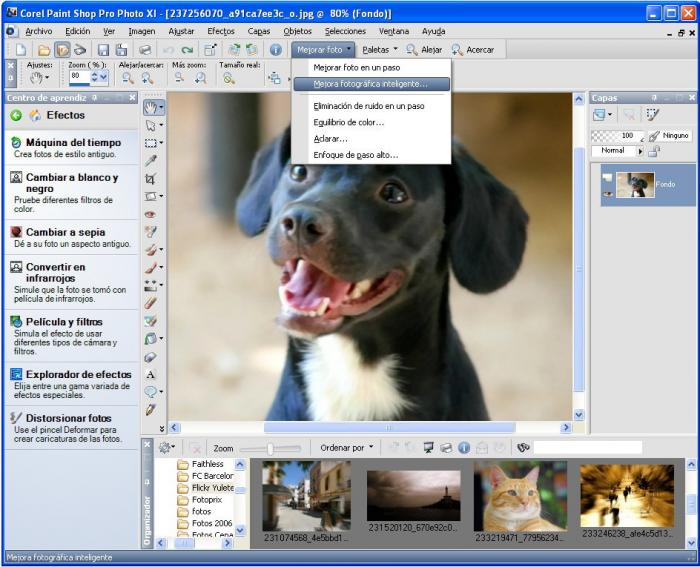 Corel Paint Shop Pro Photo XI - [237256070_a91ca7ee3c_o.jpg @ 80% (Fondo)]
Archivo Edición Ver Imagen Ajustar Efectos Capas Objetos Selecciones Ventana Ayuda
Mejorar foto Paletas Alejar Acercar
Ajustes: Zoom (%): Alejar/acercar: Más zoom: Tamaño real:
80
Mejorar foto en un paso
Mejora fotográfica inteligente...
Eliminación de ruido en un paso
Equilibrio de color...
Aclarar...
Enfoque de paso alto...
Centro de aprendiz
Efectos
Máquina del tiempo
Crea fotos de estilo antiguo.
Cambiar a blanco y
negro
Pruebe diferentes filtros de
color.
Cambiar a sepia
Dé a su foto un aspecto antiguo.
Convertir en
infrarrojos
Simule que la foto se tomó con
película de infrarrojos.
Película y filtros
Simula el efecto de usar
diferentes tipos de cámara y
filtros.
Explorador de efectos
Elija entre una gama variada de
efectos especiales.
Distorsionar fotos
Use el pincel Deformar para
crear caricaturas de las fotos.
Capas
100 Ninguno
Normal
Fondo
Zoom Ordenar por
Organizador
Faithless
FC Barcelor
Flickr Yulete
Fotoprix
fotos
Fotos 2006
Fotos Cena
231074568_4e5bbd1...
231520120_670e92c0...
233219471_77956234...
233246238_afe4c5d13...
Mejora fotográfica inteligente